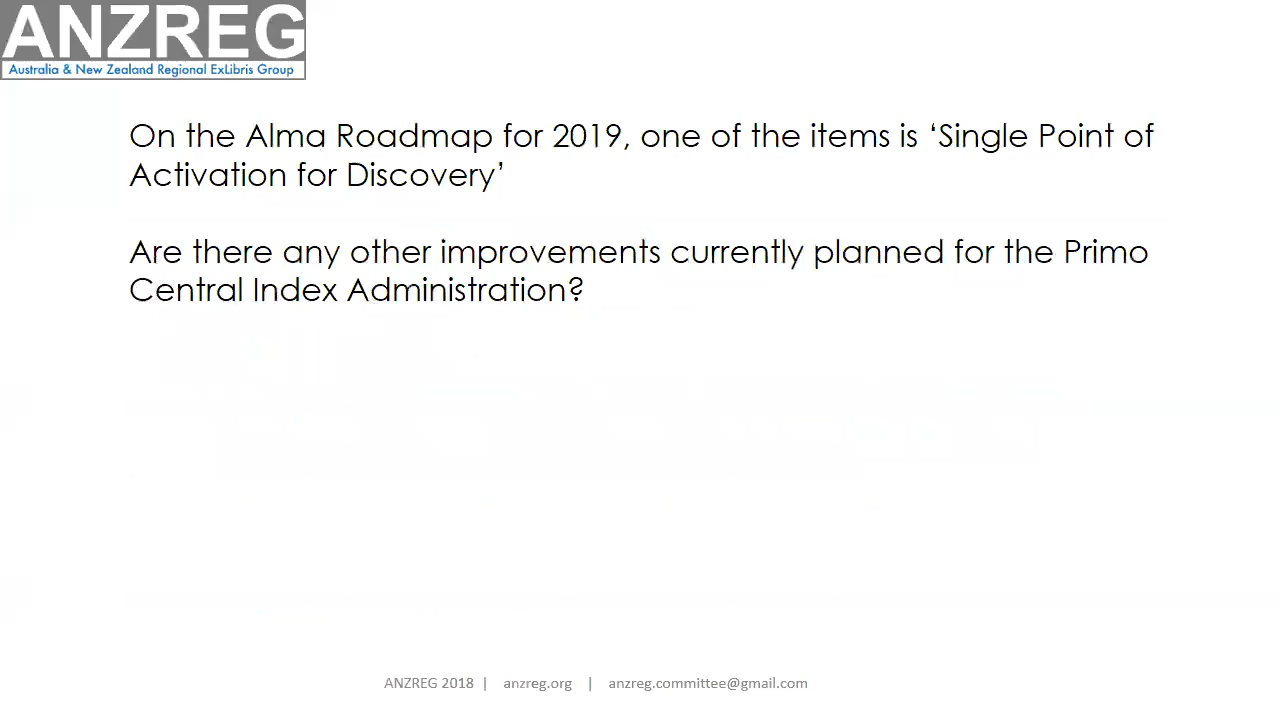 ANZREG
Australia & New Zealand Regional ExLibris Group
On the Alma Roadmap for 2019, one of the items is ‘Single Point of
Activation for Discovery’
Are there any other improvements currently planned for the Primo
Central Index Administration?
ANZREG 2018 | anzreg.org | anzreg.committee@gmail.com